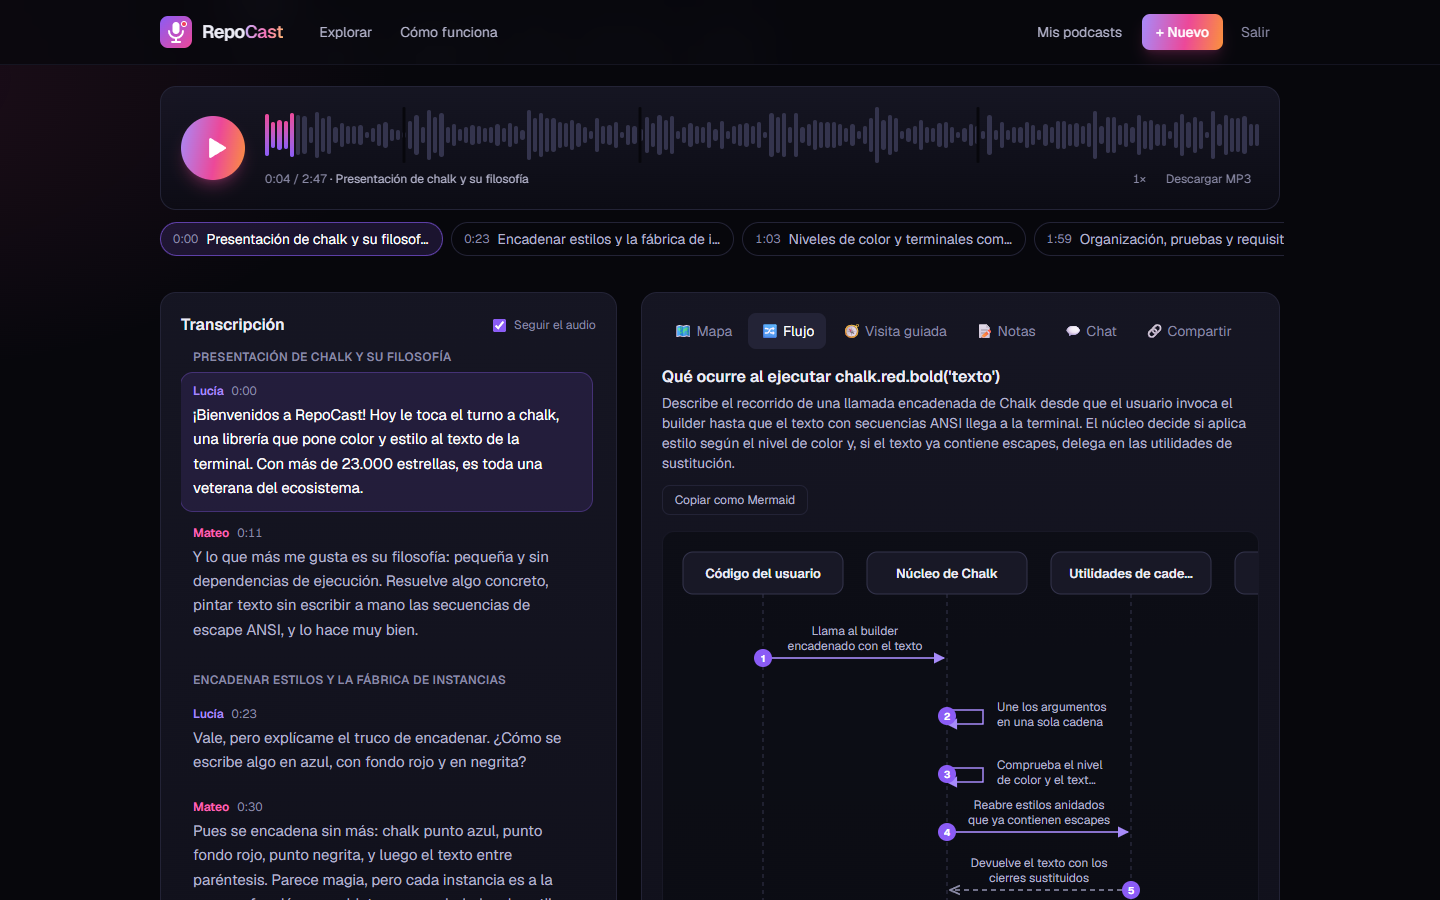 RepoCast
Explorar
Cómo funciona
Mis podcasts
+ Nuevo
Salir
0:04 / 2:47 · Presentación de chalk y su filosofía
1×
Descargar MP3
0:00 Presentación de chalk y su filosof...
0:23 Encadenar estilos y la fábrica de i...
1:03 Niveles de color y terminales com...
1:59 Organización, pruebas y requisit
Transcripción
Seguir el audio
PRESENTACIÓN DE CHALK Y SU FILOSOFÍA
Lucía 0:00
¡Bienvenidos a RepoCast! Hoy le toca el turno a chalk,
una librería que pone color y estilo al texto de la
terminal. Con más de 23.000 estrellas, es toda una
veterana del ecosistema.
Mateo 0:11
Y lo que más me gusta es su filosofía: pequeña y sin
dependencias de ejecución. Resuelve algo concreto,
pintar texto sin escribir a mano las secuencias de
escape ANSI, y lo hace muy bien.
ENCADENAR ESTILOS Y LA FÁBRICA DE INSTANCIAS
Lucía 0:23
Vale, pero explícame el truco de encadenar. ¿Cómo se
escribe algo en azul, con fondo rojo y en negrita?
Mateo 0:30
Pues se encadena sin más: chalk punto azul, punto
fondo rojo, punto negrita, y luego el texto entre
paréntesis. Parece magia, pero cada instancia es a la
Mapa
Flujo
Visita guiada
Notas
Chat
Compartir
Qué ocurre al ejecutar chalk.red.bold('texto')
Describe el recorrido de una llamada encadenada de Chalk desde que el usuario invoca el
builder hasta que el texto con secuencias ANSI llega a la terminal. El núcleo decide si aplica
estilo según el nivel de color y, si el texto ya contiene escapes, delega en las utilidades de
sustitución.
Copiar como Mermaid
Código del usuario
Núcleo de Chalk
Utilidades de cade...
Llama al builder
encadenado con el texto
1
2
Une los argumentos
en una sola cadena
3
Comprueba el nivel
de color y el text...
Reabre estilos anidados
que ya contienen escapes
4
Devuelve el texto con los
cierres sustituidos
5